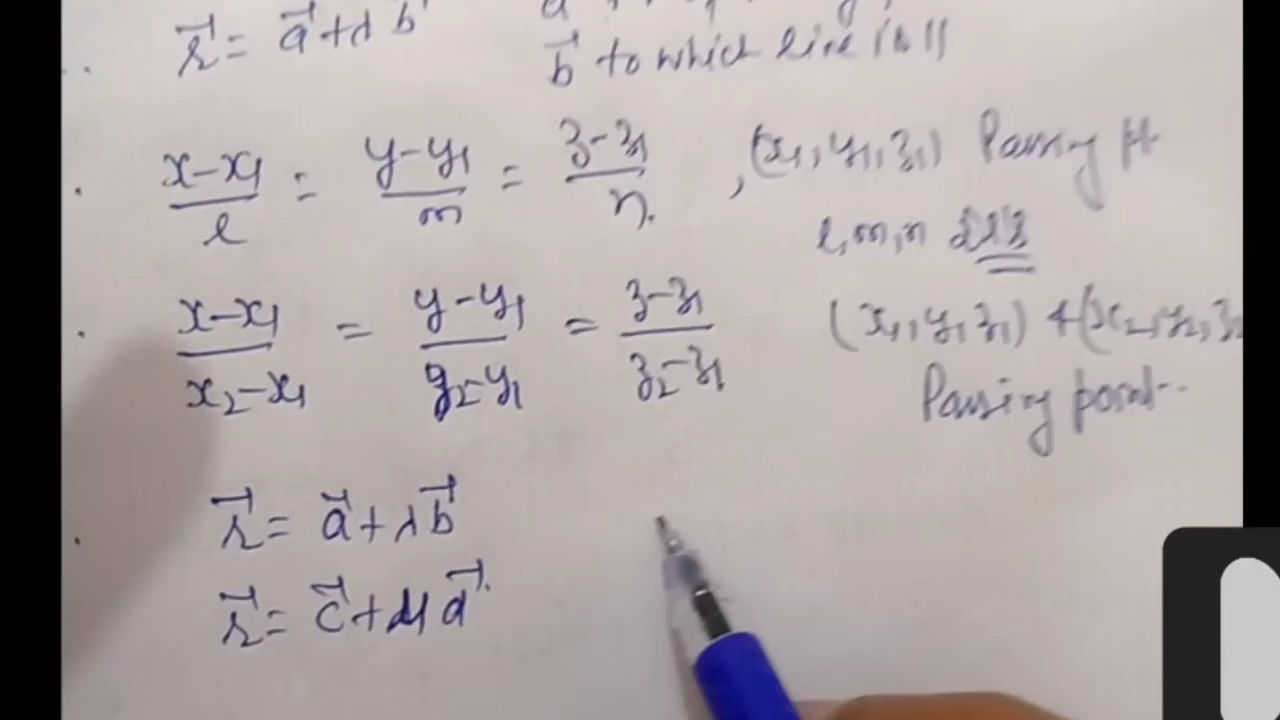 r⃗ = a⃗ + λ b⃗
b⃗ to which line is ||
(x-x₁)/l = (y-y₁)/m = (z-z₁)/n , (x₁, y₁, z₁) Passing pt
l, m, n
(x-x₁)/(x₂-x₁) = (y-y₁)/(y₂-y₁) = (z-z₁)/(z₂-z₁) (x₁, y₁, z₁) & (x₂, y₂, z₂
Passing point
r⃗ = a⃗ + λ b⃗
r⃗ = c⃗ + μ d⃗